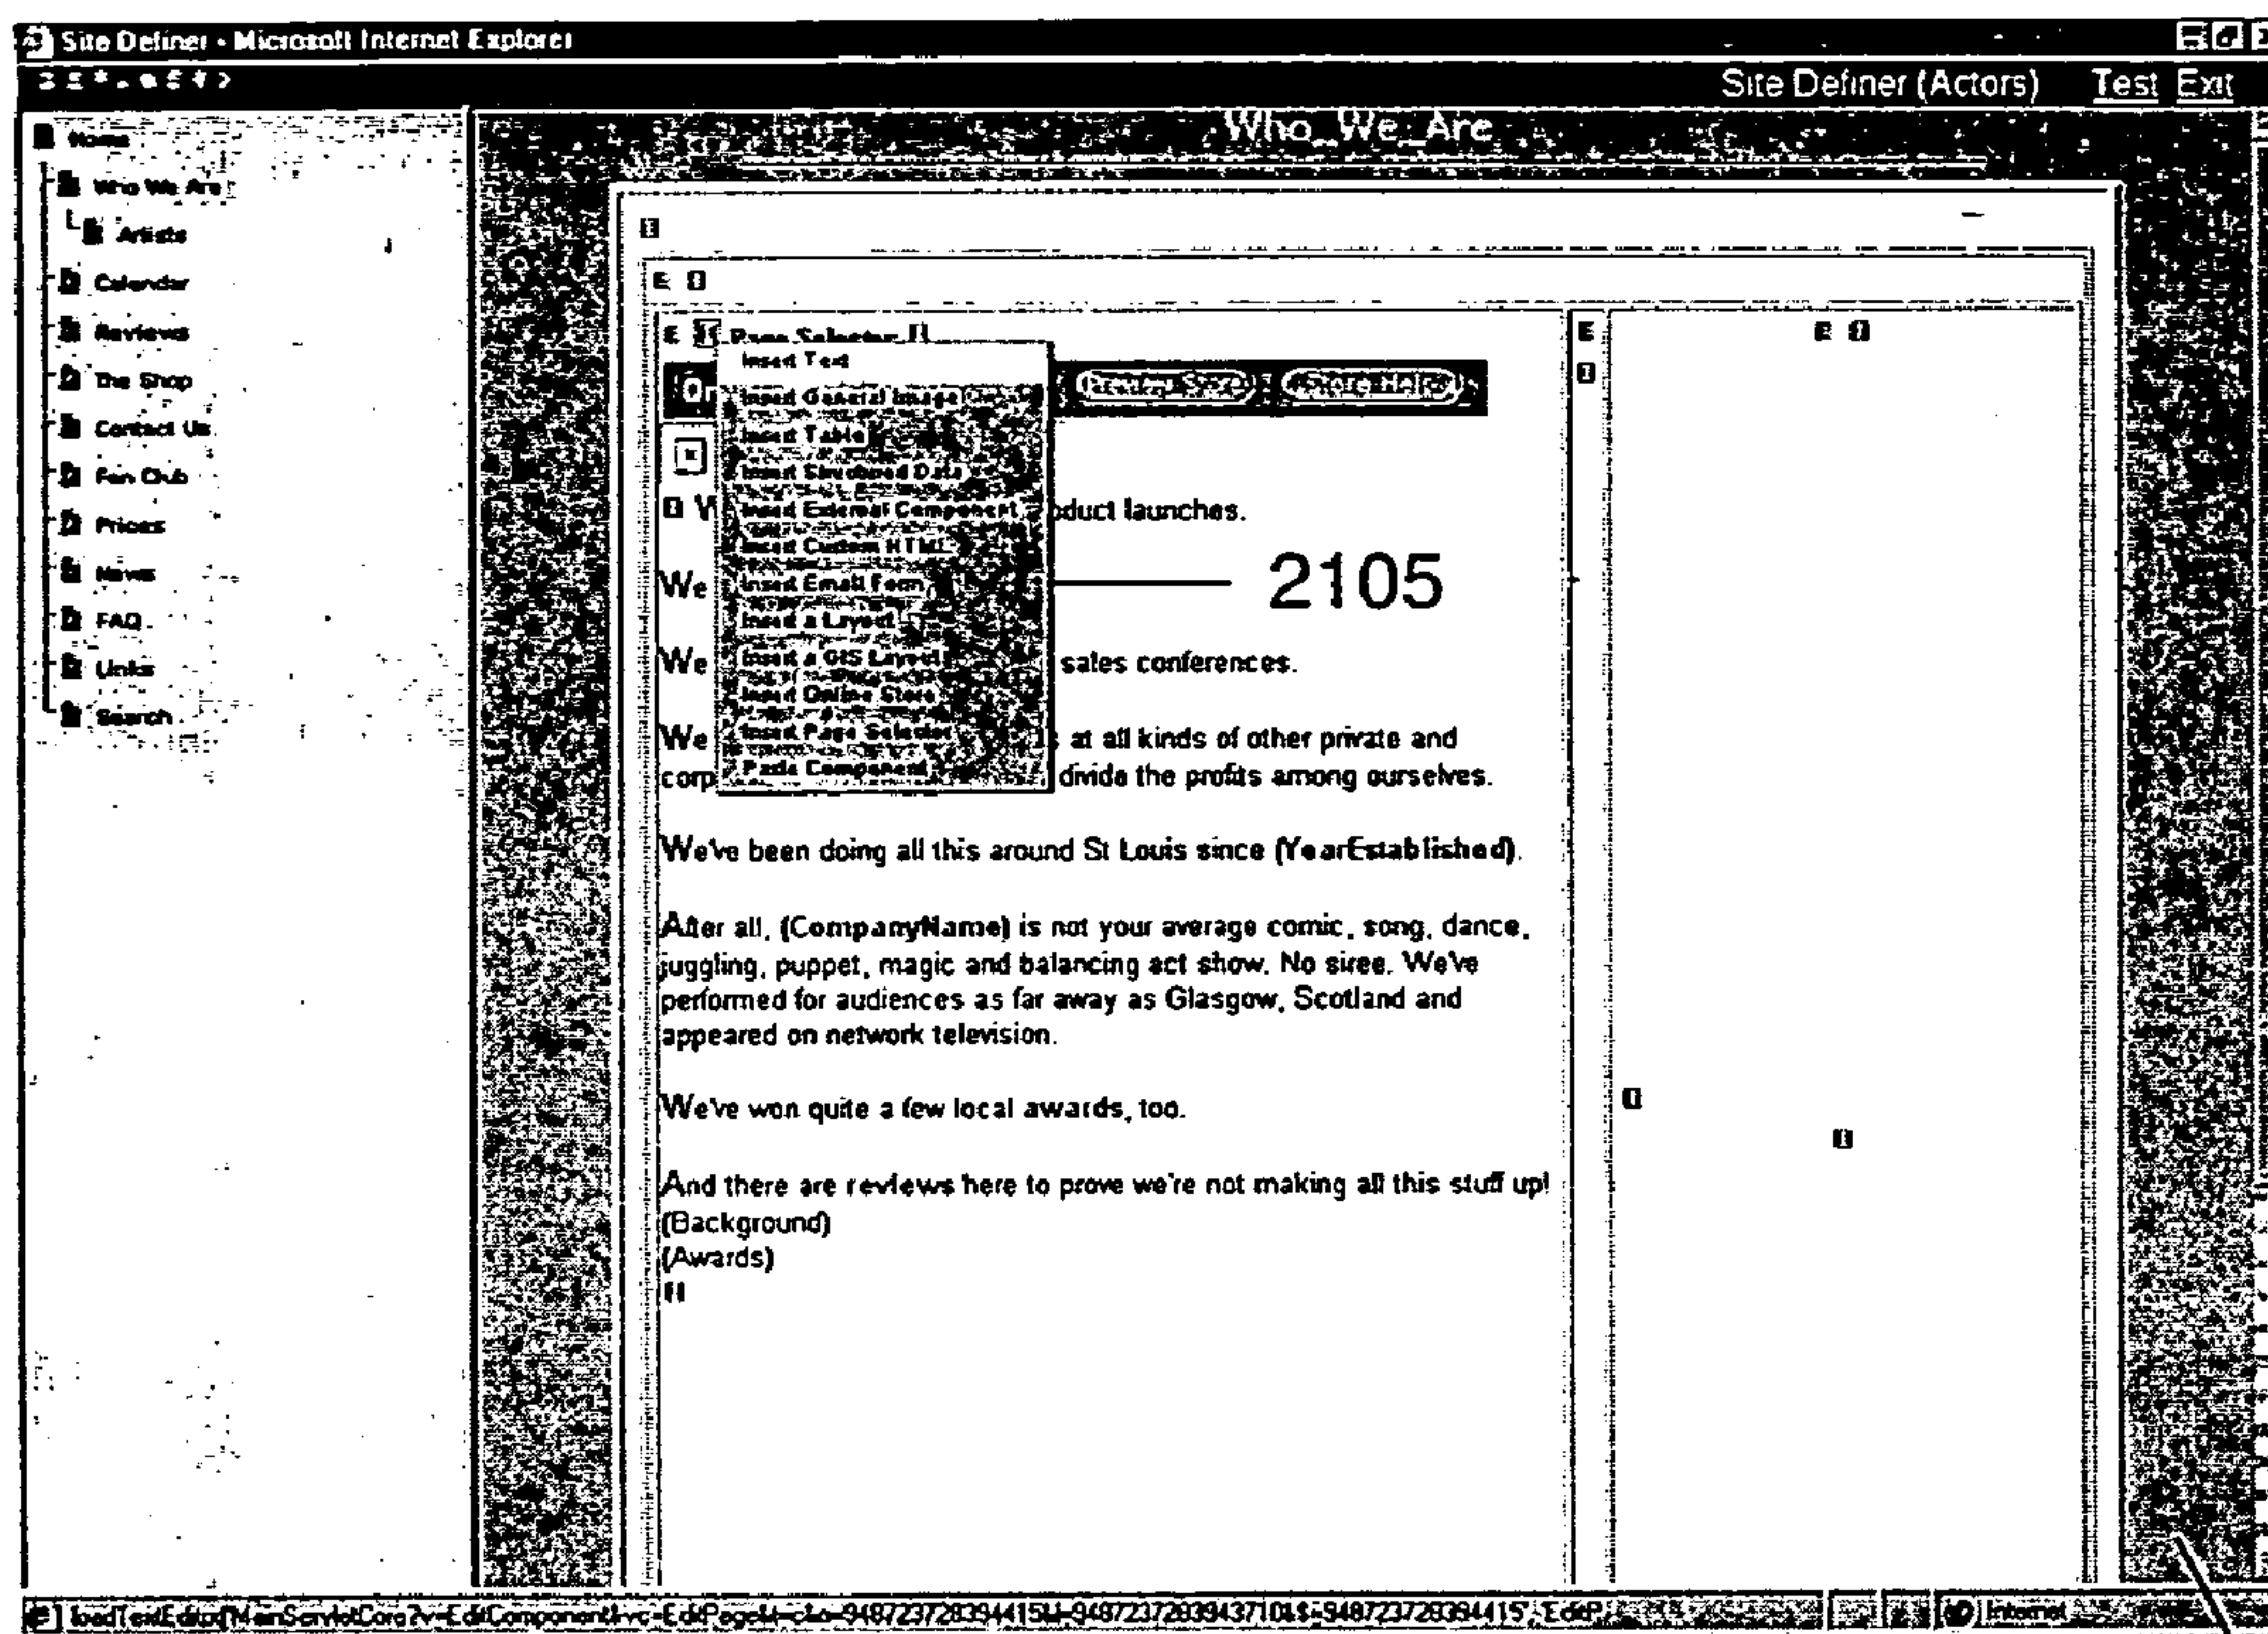 Site Definer - Microsoft Internet Explorer
Site Definer (Actors) Test Exit
Home
Who We Are
Artists
Calendar
Reviews
The Shop
Contact Us
Fan Club
Prices
News
FAQ
Links
Search
Who_We_Are
E I
E I Page Selector []
Insert Text
Insert General Image
Insert Table
Insert Structured Data
Insert External Component
Insert Custom HTML
Insert Email Form
Insert a Layout
Insert a GIS Layout
Insert Online Store
Insert Page Selector
Paste Component
Preview Store Store Help
oduct launches.
We
2105
We sales conferences.
We at all kinds of other private and
corp divide the profits among ourselves.
We've been doing all this around St Louis since (YearEstablished).
After all, (CompanyName) is not your average comic, song, dance,
juggling, puppet, magic and balancing act show. No siree. We've
performed for audiences as far away as Glasgow, Scotland and
appeared on network television.
We've won quite a few local awards, too.
And there are reviews here to prove we're not making all this stuff up!
(Background)
(Awards)
Internet